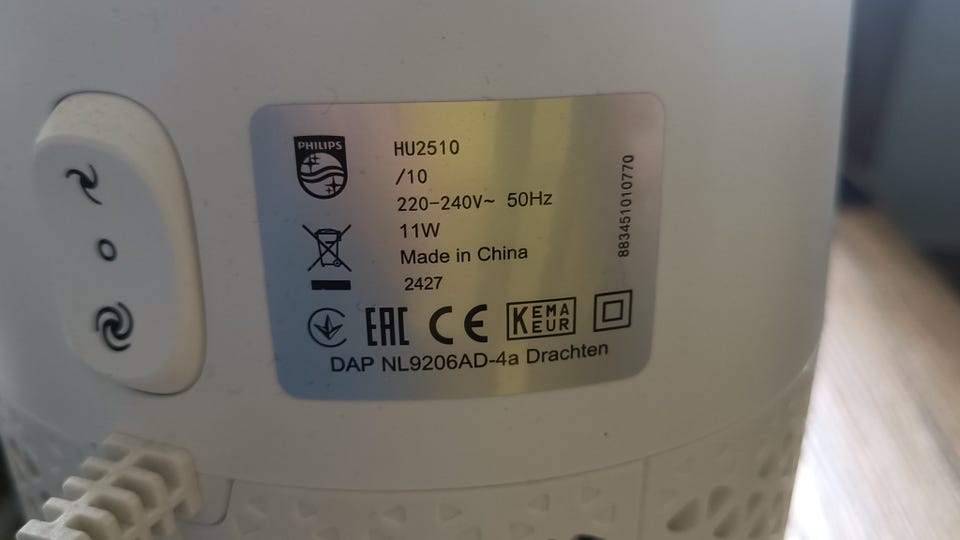 PHILIPS
HU2510
/10
220-240V~ 50Hz
11W
Made in China
2427
883451010770
EAC CE KEMA
KEUR
DAP NL9206AD-4a Drachten